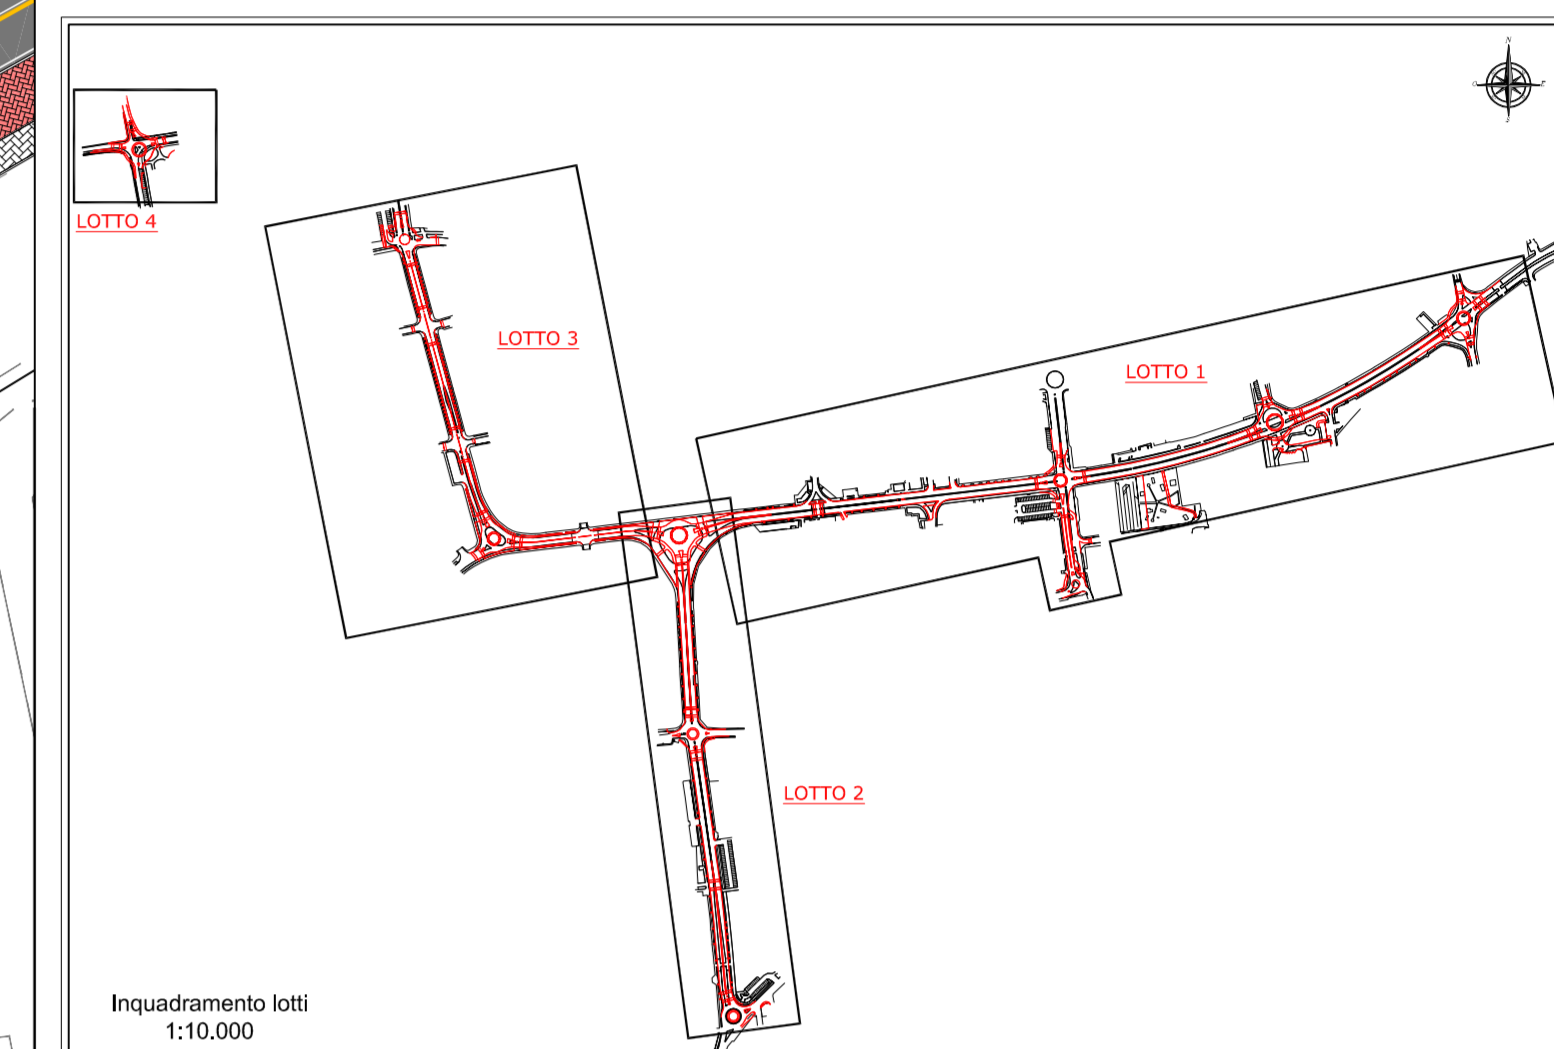 N
O
E
S
LOTTO 4
LOTTO 3
LOTTO 1
LOTTO 2
Inquadramento lotti
1:10.000